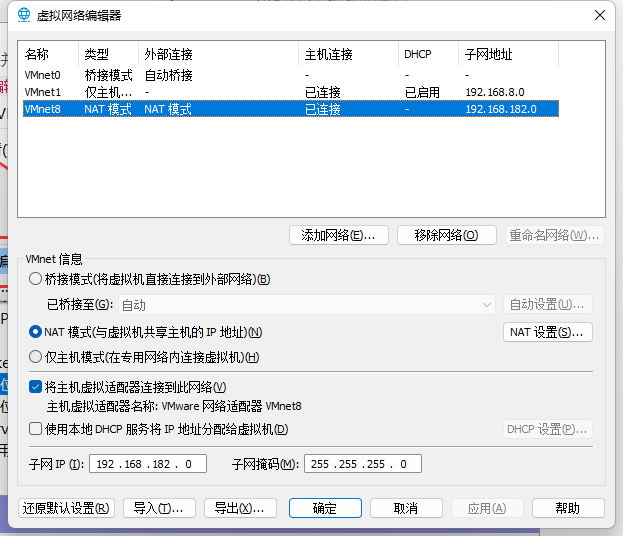 虚拟网络编辑器
名称 类型 外部连接 主机连接 DHCP 子网地址
VMnet0 桥接模式 自动桥接 - - -
VMnet1 仅主机... - 已连接 已启用 192.168.8.0
VMnet8 NAT 模式 NAT 模式 已连接 - 192.168.182.0
添加网络(E)... 移除网络(O) 重命名网络(W)...
VMnet 信息
桥接模式(将虚拟机直接连接到外部网络)(B)
已桥接至(G): 自动 自动设置(U)...
NAT 模式(与虚拟机共享主机的 IP 地址)(N) NAT 设置(S)...
仅主机模式(在专用网络内连接虚拟机)(H)
将主机虚拟适配器连接到此网络(V)
主机虚拟适配器名称: VMware 网络适配器 VMnet8
使用本地 DHCP 服务将 IP 地址分配给虚拟机(D) DHCP 设置(P)...
子网 IP (I): 192 . 168 . 182 . 0 子网掩码(M): 255 . 255 . 255 . 0
还原默认设置(R) 导入(T)... 导出(X)... 确定 取消 应用(A) 帮助